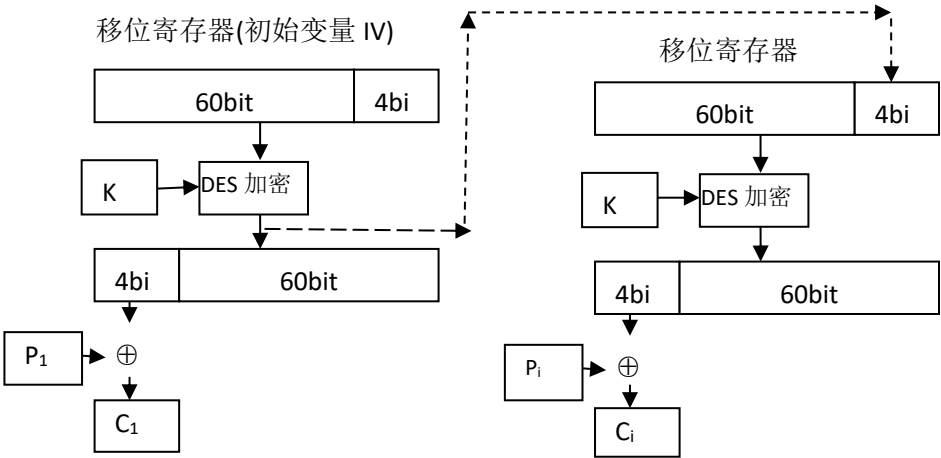 移位寄存器(初始变量 IV)
60bit 4bi
K
DES 加密
4bi 60bit
P₁
⊕
C₁
移位寄存器
60bit 4bi
K
DES 加密
4bi 60bit
Pᵢ
⊕
Cᵢ